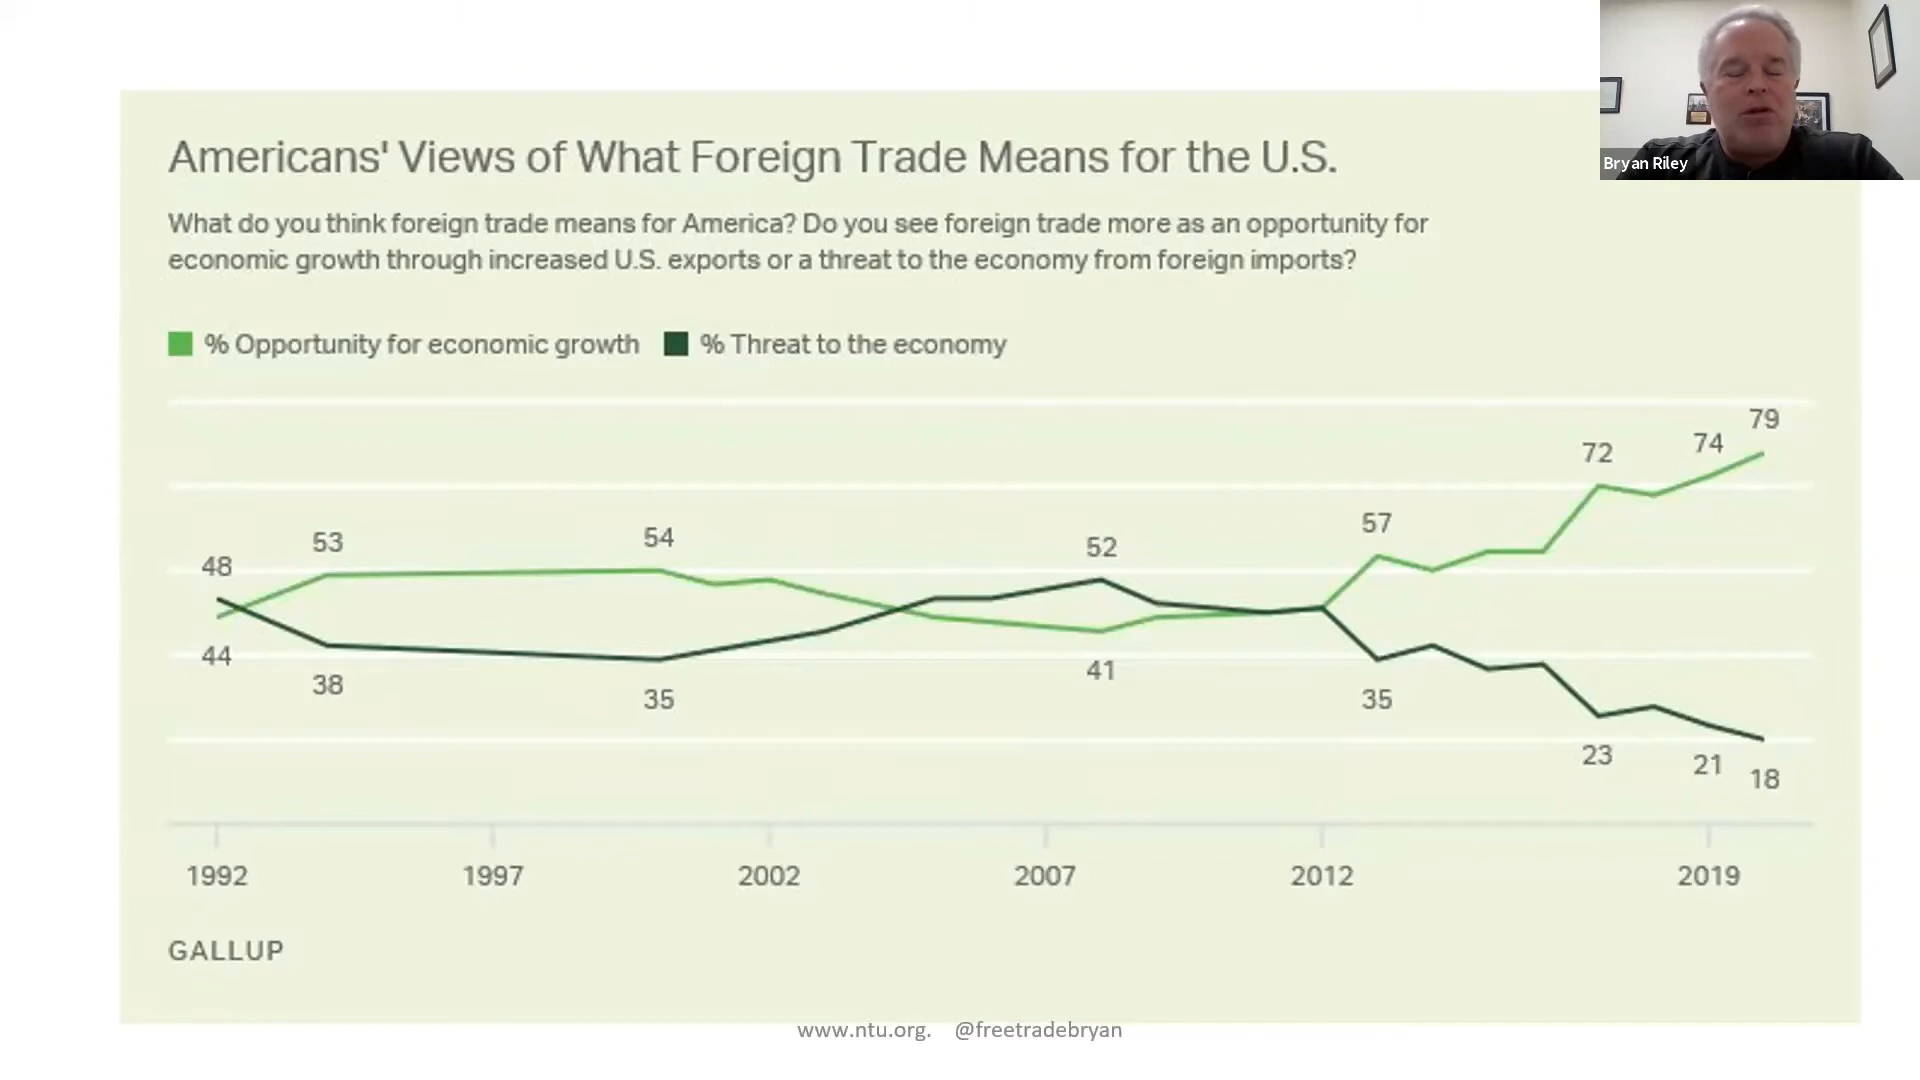 Bryan Riley
Americans' Views of What Foreign Trade Means for the U.S.
What do you think foreign trade means for America? Do you see foreign trade more as an opportunity for
economic growth through increased U.S. exports or a threat to the economy from foreign imports?
% Opportunity for economic growth % Threat to the economy
79
74
72
57
54
53
52
48
44
41
38
35
35
23
21
18
1992 1997 2002 2007 2012 2019
GALLUP
www.ntu.org. @freetradebryan